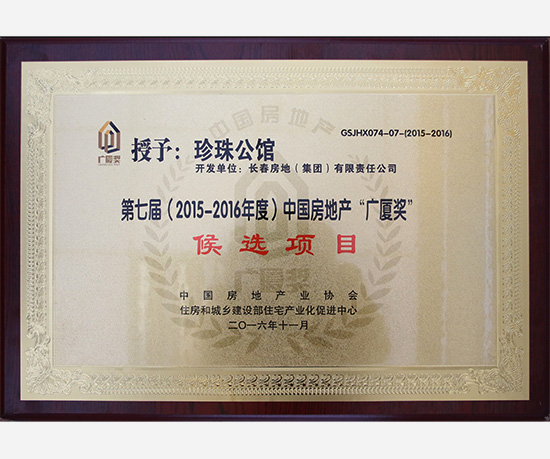 GSJHX074-07-(2015-2016)
广厦奖
授予：珍珠公馆
开发单位：长春房地（集团）有限责任公司
中国房地产
第七届（2015-2016年度）中国房地产“广厦奖”
候选项目
广厦奖
中国房地产业协会
住房和城乡建设部住宅产业化促进中心
二〇一六年十一月